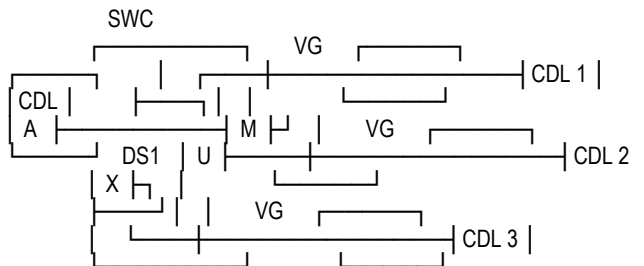 SWC
VG
CDL 1
CDL
A M VG
DS1 U CDL 2
X
VG
CDL 3